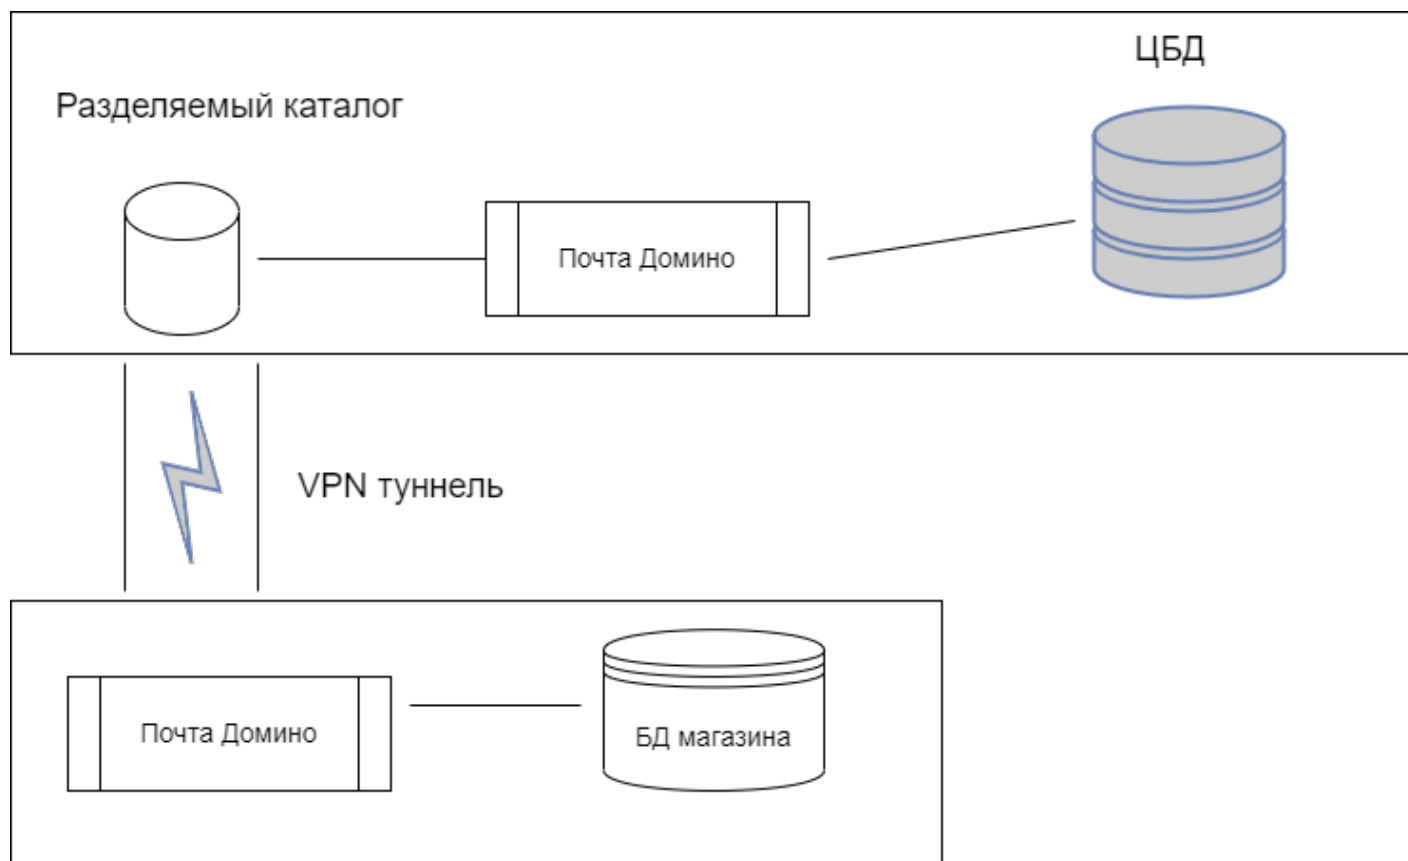 ЦБД
Разделяемый каталог
Почта Домино
VPN туннель
Почта Домино
БД магазина